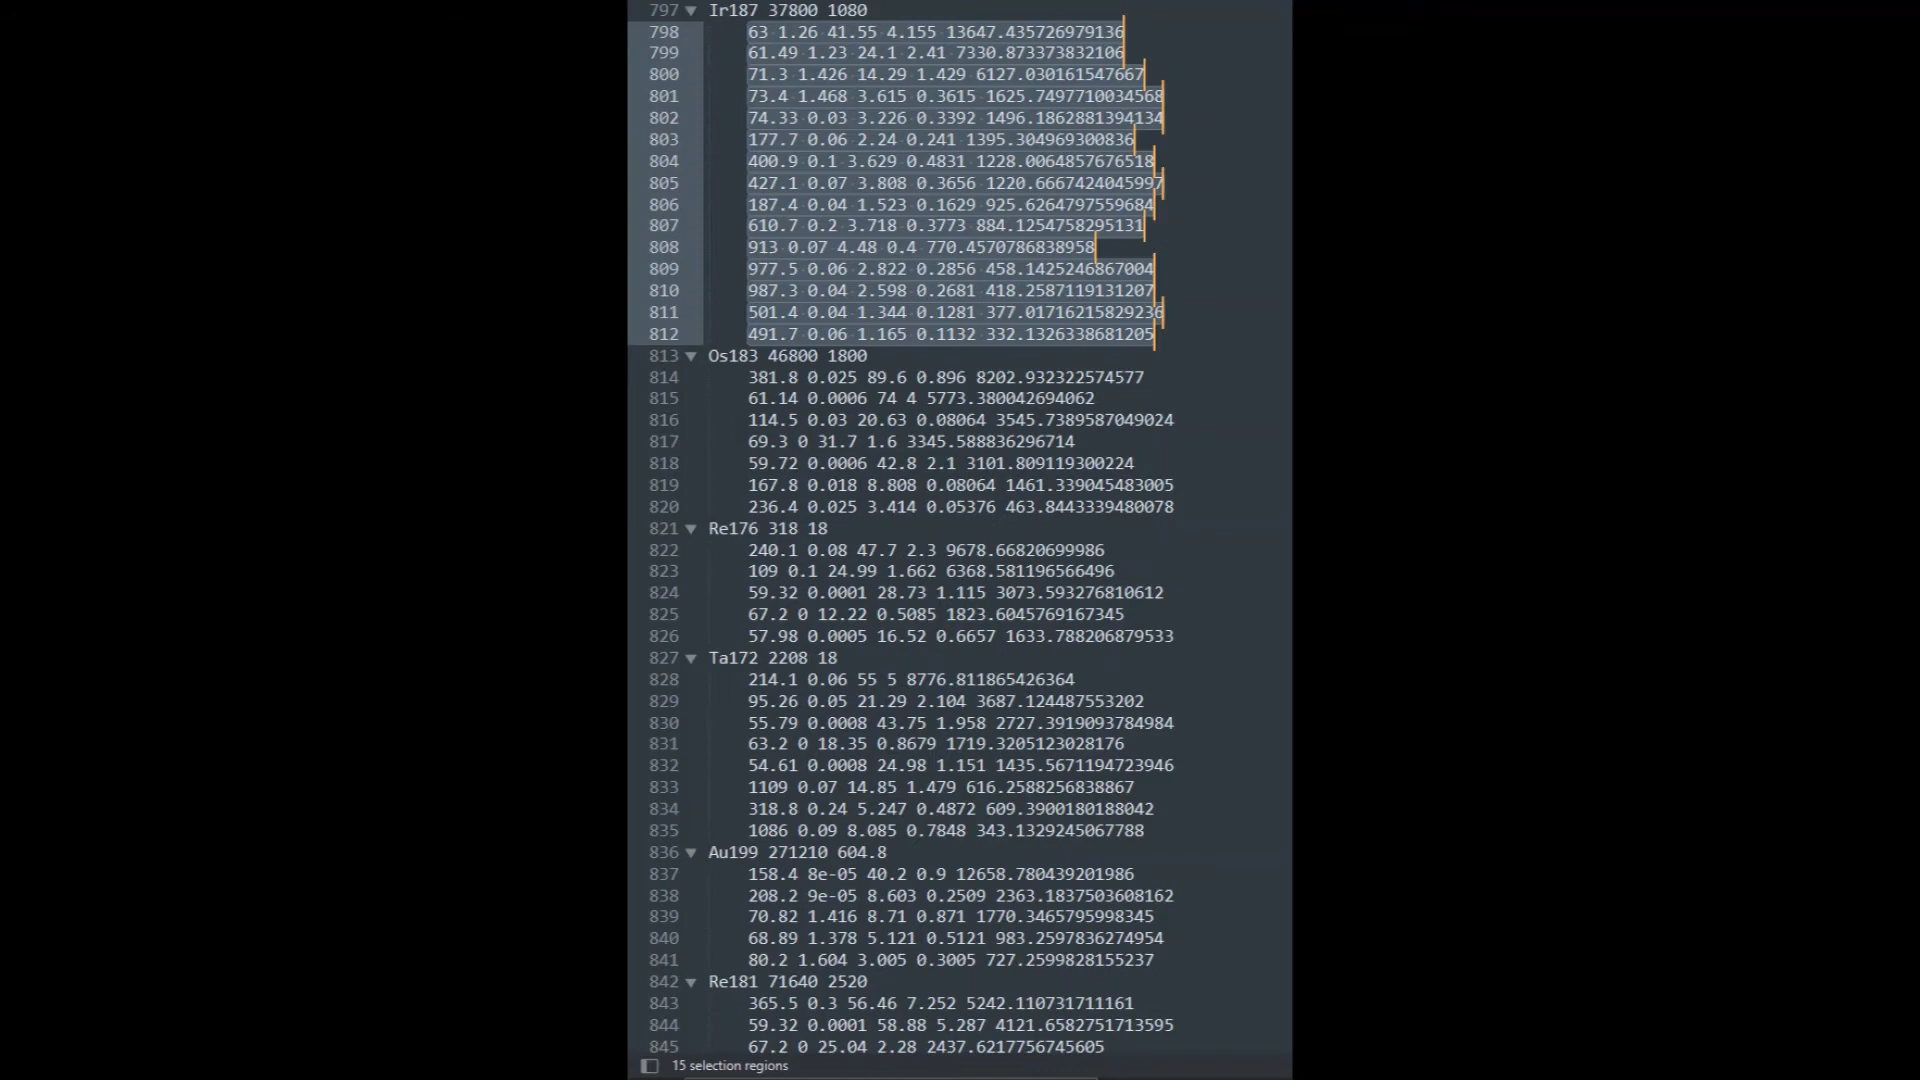 797 Ir187 37800 1080
798 63 1.26 41.55 4.155 13647.435726979136
799 61.49 1.23 24.1 2.41 7330.873373832106
800 71.3 1.426 14.29 1.429 6127.030161547667
801 73.4 1.468 3.615 0.3615 1625.7497710034568
802 74.33 0.03 3.226 0.3392 1496.1862881394134
803 177.7 0.06 2.24 0.241 1395.304969300836
804 400.9 0.1 3.629 0.4831 1228.0064857676518
805 427.1 0.07 3.808 0.3656 1220.6667424045997
806 187.4 0.04 1.523 0.1629 925.6264797559684
807 610.7 0.2 3.718 0.3773 884.1254758295131
808 913 0.07 4.48 0.4 770.4570786838958
809 977.5 0.06 2.822 0.2856 458.1425246867004
810 987.3 0.04 2.598 0.2681 418.2587119131207
811 501.4 0.04 1.344 0.1281 377.01716215829236
812 491.7 0.06 1.165 0.1132 332.1326338681205
813 Os183 46800 1800
814 381.8 0.025 89.6 0.896 8202.932322574577
815 61.14 0.0006 74 4 5773.380042694062
816 114.5 0.03 20.63 0.08064 3545.7389587049024
817 69.3 0 31.7 1.6 3345.588836296714
818 59.72 0.0006 42.8 2.1 3101.809119300224
819 167.8 0.018 8.808 0.08064 1461.339045483005
820 236.4 0.025 3.414 0.05376 463.8443339480078
821 Re176 318 18
822 240.1 0.08 47.7 2.3 9678.66820699986
823 109 0.1 24.99 1.662 6368.581196566496
824 59.32 0.0001 28.73 1.115 3073.593276810612
825 67.2 0 12.22 0.5085 1823.6045769167345
826 57.98 0.0005 16.52 0.6657 1633.788206879533
827 Ta172 2208 18
828 214.1 0.06 55 5 8776.811865426364
829 95.26 0.05 21.29 2.104 3687.124487553202
830 55.79 0.0008 43.75 1.958 2727.3919093784984
831 63.2 0 18.35 0.8679 1719.3205123028176
832 54.61 0.0008 24.98 1.151 1435.5671194723946
833 1109 0.07 14.85 1.479 616.2588256838867
834 318.8 0.24 5.247 0.4872 609.3900180188042
835 1086 0.09 8.085 0.7848 343.1329245067788
836 Au199 271210 604.8
837 158.4 8e-05 40.2 0.9 12658.780439201986
838 208.2 9e-05 8.603 0.2509 2363.1837503608162
839 70.82 1.416 8.71 0.871 1770.3465795998345
840 68.89 1.378 5.121 0.5121 983.2597836274954
841 80.2 1.604 3.005 0.3005 727.2599828155237
842 Re181 71640 2520
843 365.5 0.3 56.46 7.252 5242.110731711161
844 59.32 0.0001 58.88 5.287 4121.6582751713595
845 67.2 0 25.04 2.28 2437.6217756745605
15 selection regions